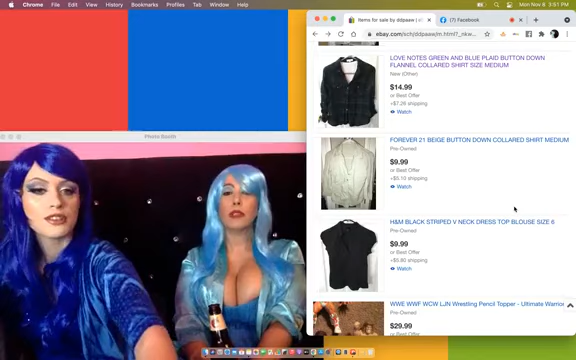 Chrome File Edit View History Bookmarks Profiles Tab Window Help
Mon Nov 8 3:51 PM
Items for sale by ddpaaw
Facebook
ebay.com/sch/ddpaaw/m.html?_nkw...
LOVE NOTES GREEN AND BLUE PLAID BUTTON DOWN
FLANNEL COLLARED SHIRT SIZE MEDIUM
New (Other)
$14.99
or Best Offer
+$7.26 shipping
Watch
Photo Booth
FOREVER 21 BEIGE BUTTON DOWN COLLARED SHIRT MEDIUM
Pre-Owned
$9.99
or Best Offer
+$5.10 shipping
Watch
H&M BLACK STRIPED V NECK DRESS TOP BLOUSE SIZE 6
Pre-Owned
$9.99
or Best Offer
+$5.80 shipping
Watch
WWE WWF WCW LJN Wrestling Pencil Topper - Ultimate Warrior
Pre-Owned
$29.99
or Best Offer